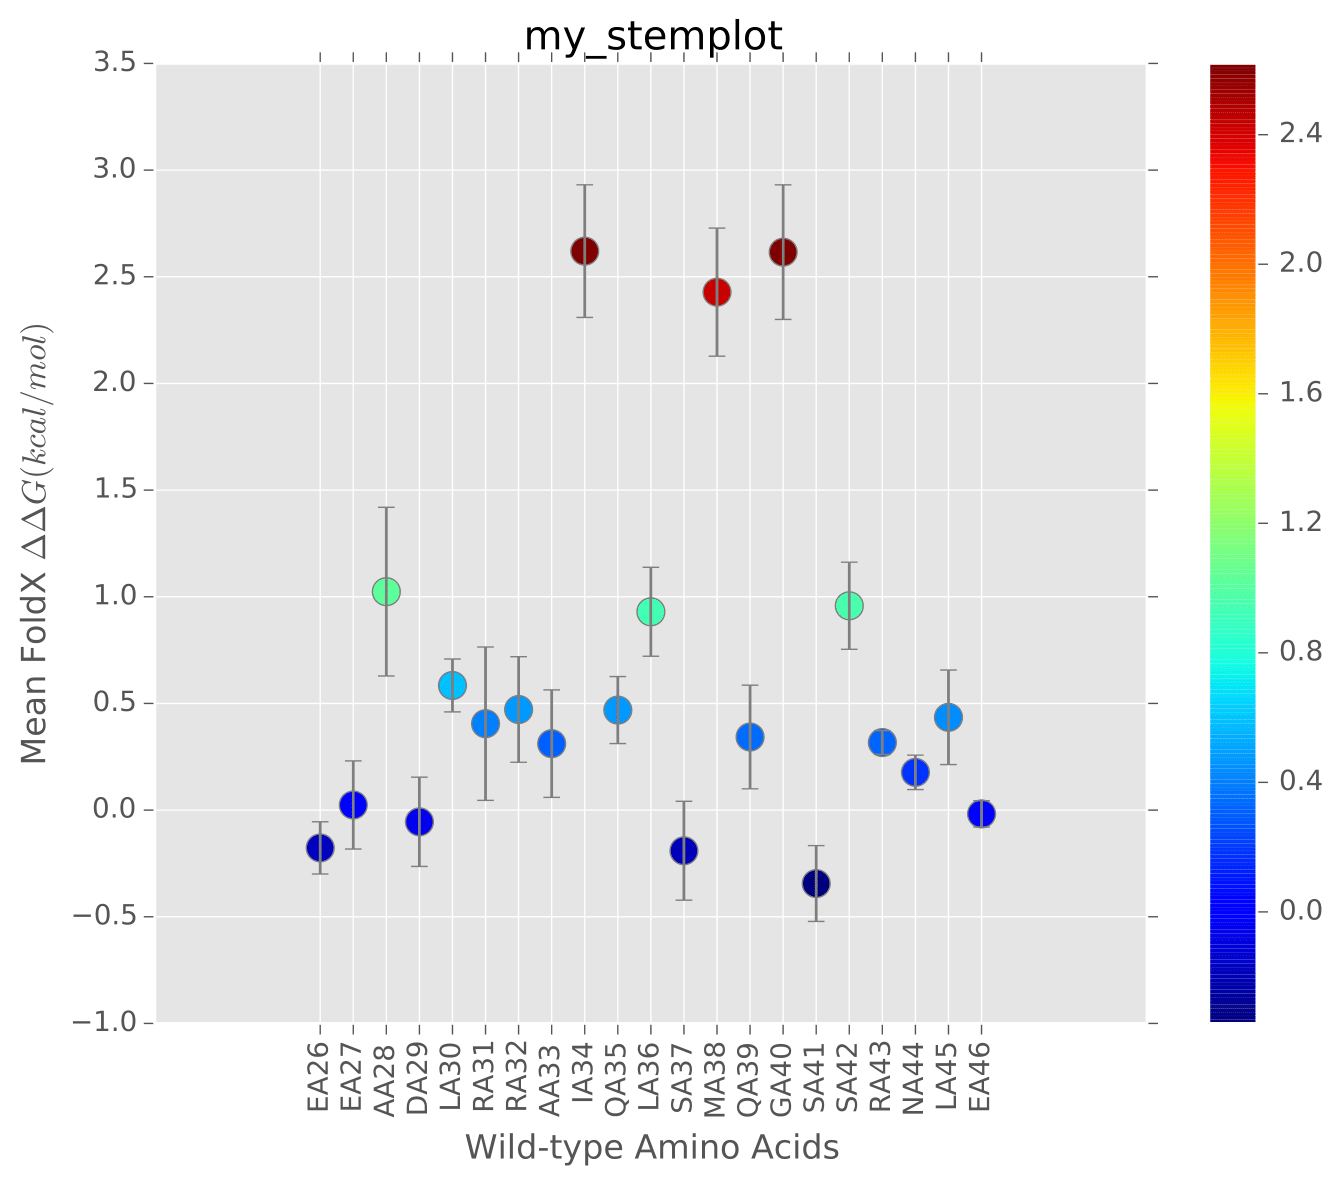 my_stemplot
3.5
3.0
2.5
2.0
1.5
1.0
0.5
0.0
−0.5
−1.0
Mean FoldX ΔΔG(kcal/mol)
EA26
EA27
AA28
DA29
LA30
RA31
RA32
AA33
IA34
QA35
LA36
SA37
MA38
QA39
GA40
SA41
SA42
RA43
NA44
LA45
EA46
Wild-type Amino Acids
2.4
2.0
1.6
1.2
0.8
0.4
0.0